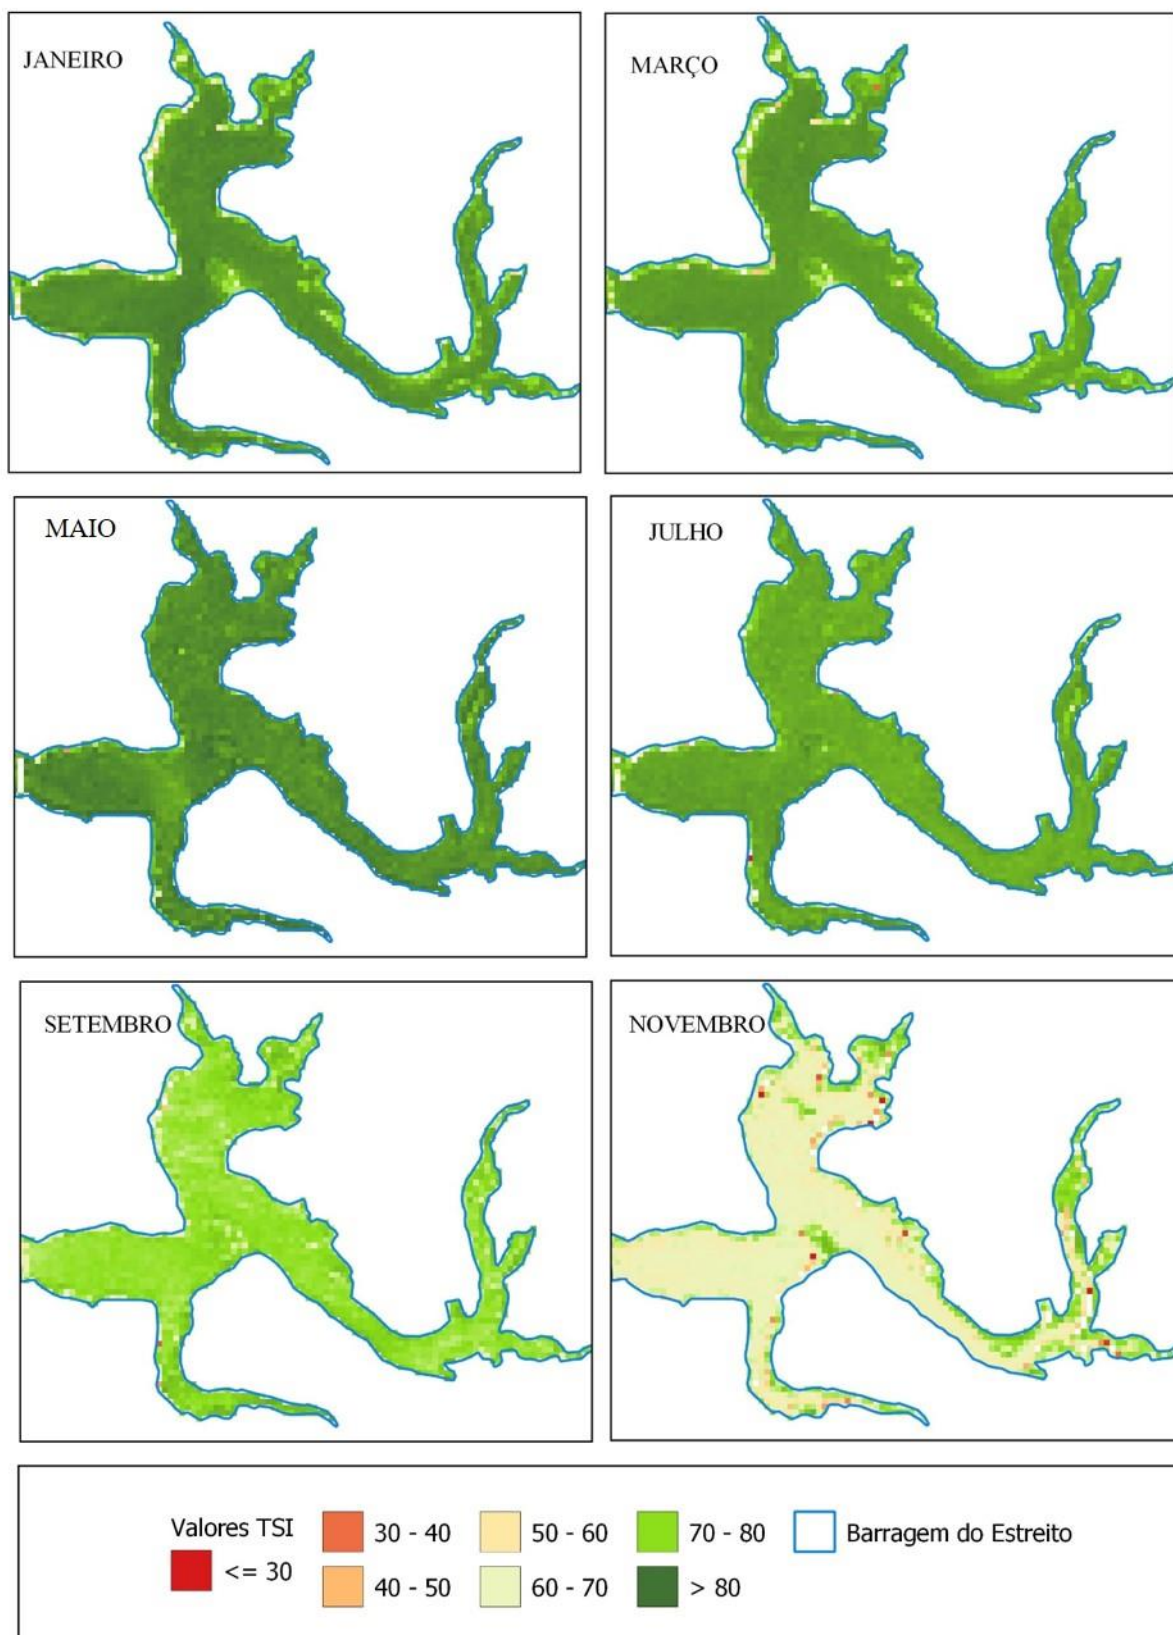 JANEIRO
MARÇO
MAIO
JULHO
SETEMBRO
NOVEMBRO
Valores TSI
<= 30
30 - 40
40 - 50
50 - 60
60 - 70
70 - 80
> 80
Barragem do Estreito